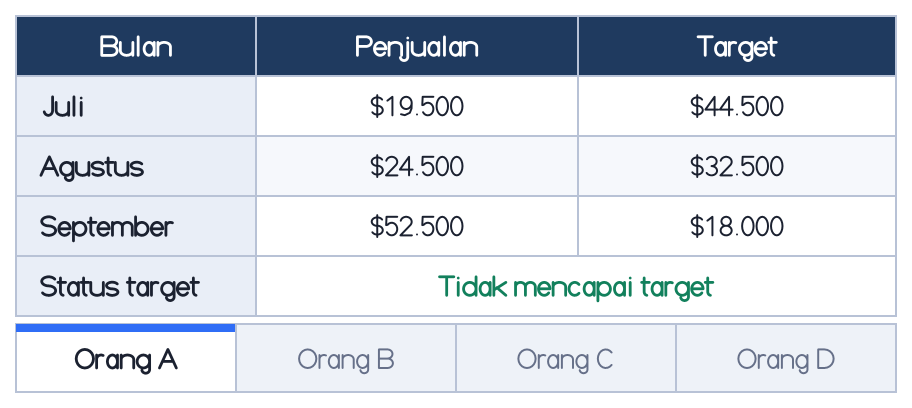 Bulan Penjualan Target
Juli $19.500 $44.500
Agustus $24.500 $32.500
September $52.500 $18.000
Status target Tidak mencapai target
Orang A Orang B Orang C Orang D